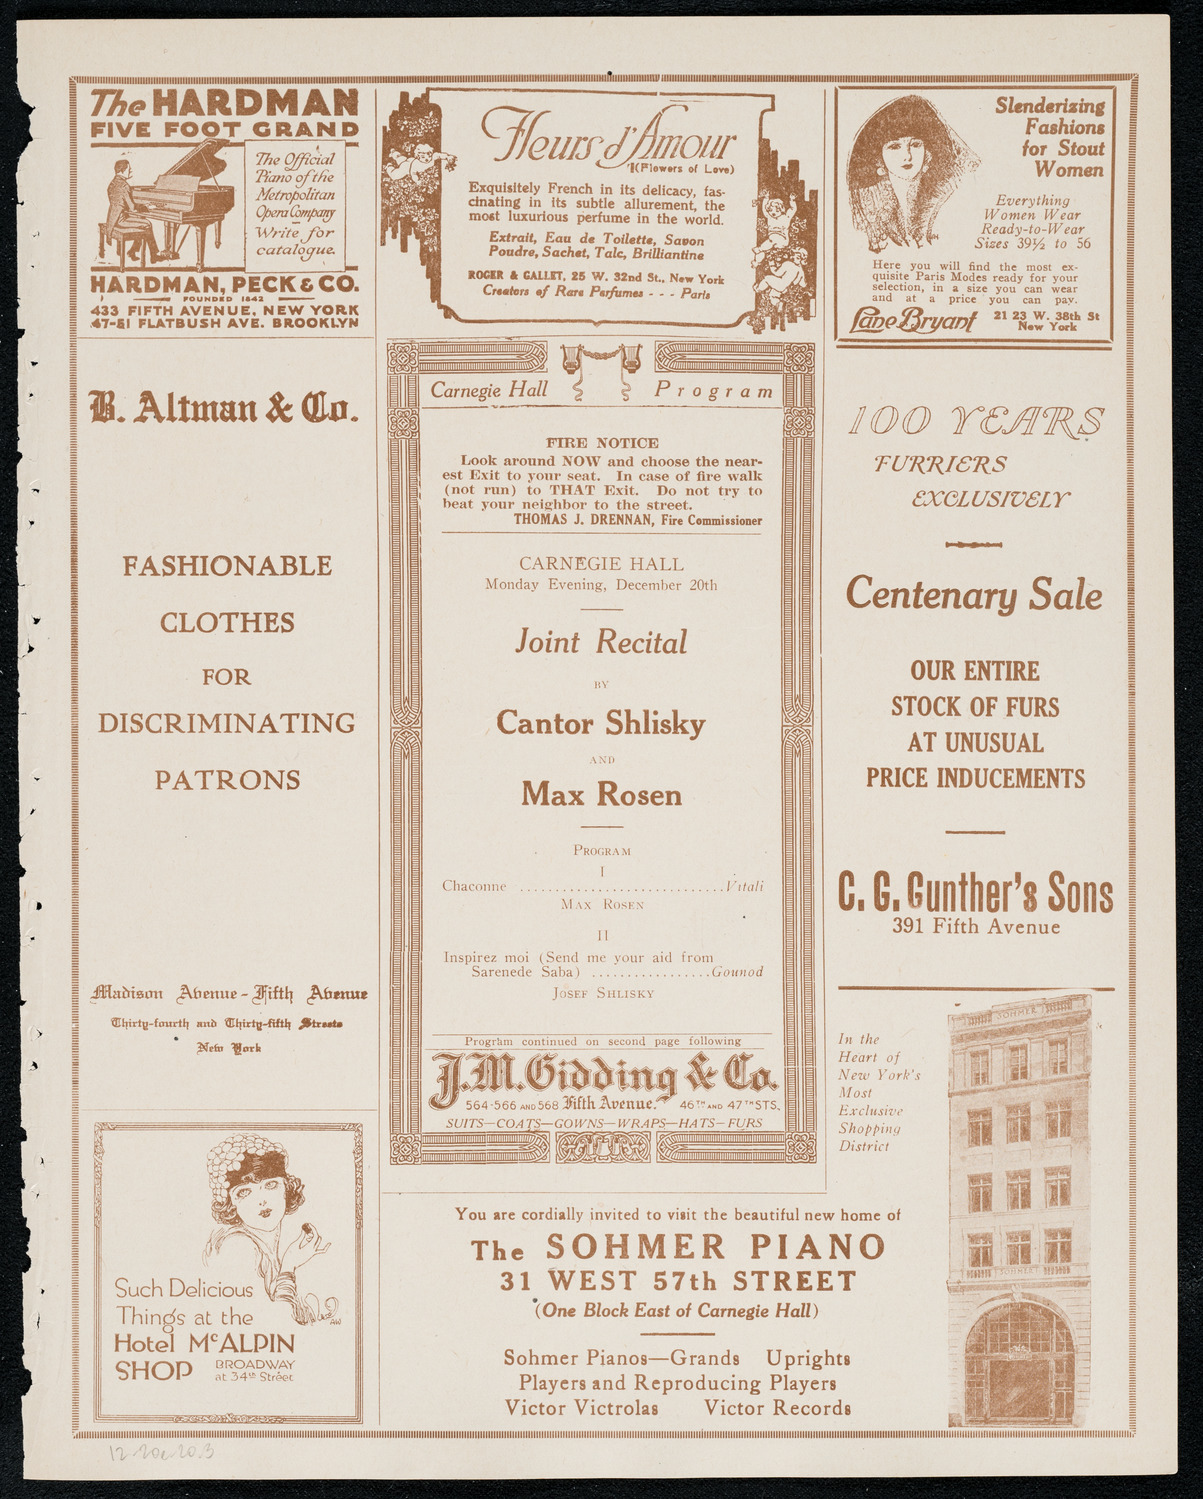 The HARDMAN
FIVE FOOT GRAND
The Official
Piano of the
Metropolitan
Opera Company
Write for
catalogue.
HARDMAN, PECK & CO.
FOUNDED 1842
433 FIFTH AVENUE, NEW YORK
47-51 FLATBUSH AVE. BROOKLYN
Fleurs d'Amour
(Flowers of Love)
Exquisitely French in its delicacy, fas-
cinating in its subtle allurement, the
most luxurious perfume in the world.
Extrait, Eau de Toilette, Savon
Poudre, Sachet, Talc, Brilliantine
ROGER & GALLET, 25 W. 32nd St., New York
Creators of Rare Perfumes - - - Paris
Slenderizing
Fashions
for Stout
Women
Everything
Women Wear
Ready-to-Wear
Sizes 39½ to 56
Here you will find the most ex-
quisite Paris Modes ready for your
selection, in a size you can wear
and at a price you can pay.
Lane Bryant
21 23 W. 38th St
New York
B. Altman & Co.
FASHIONABLE
CLOTHES
FOR
DISCRIMINATING
PATRONS
Madison Avenue - Fifth Avenue
Thirty-fourth and Thirty-fifth Streets
New York
Such Delicious
Things at the
Hotel McALPIN
SHOP
BROADWAY
at 34th Street
Carnegie Hall Program
FIRE NOTICE
Look around NOW and choose the near-
est Exit to your seat. In case of fire walk
(not run) to THAT Exit. Do not try to
beat your neighbor to the street.
THOMAS J. DRENNAN, Fire Commissioner
CARNEGIE HALL
Monday Evening, December 20th
Joint Recital
BY
Cantor Shlisky
AND
Max Rosen
PROGRAM
I
Chaconne .............................Vitali
MAX ROSEN
II
Inspirez moi (Send me your aid from
Sarenede Saba) .................Gounod
JOSEF SHLISKY
Program continued on second page following
J.M. Gidding & Co.
564-566 AND 568 Fifth Avenue. 46TH AND 47TH STS.
SUITS—COATS—GOWNS—WRAPS—HATS—FURS
100 YEARS
FURRIERS
EXCLUSIVELY
Centenary Sale
OUR ENTIRE
STOCK OF FURS
AT UNUSUAL
PRICE INDUCEMENTS
C. G. Gunther's Sons
391 Fifth Avenue
In the
Heart of
New York's
Most
Exclusive
Shopping
District
SOHMER
SOHMER
You are cordially invited to visit the beautiful new home of
The SOHMER PIANO
31 WEST 57th STREET
(One Block East of Carnegie Hall)
Sohmer Pianos—Grands Uprights
Players and Reproducing Players
Victor Victrolas Victor Records